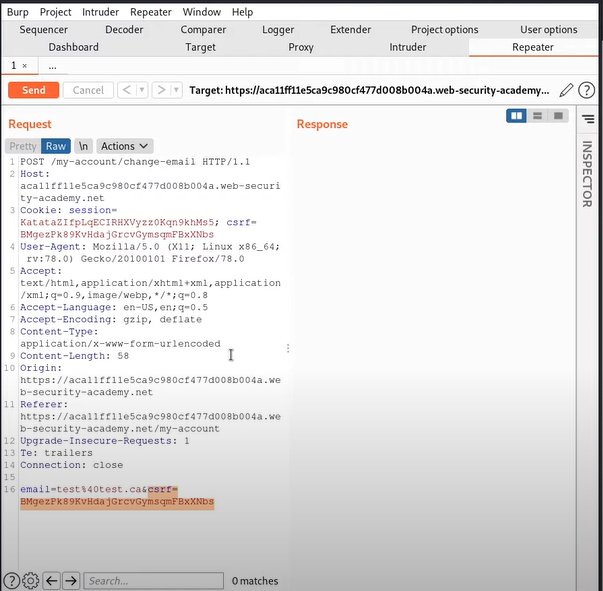 Burp Project Intruder Repeater Window Help
Sequencer Decoder Comparer Logger Extender Project options User options
Dashboard Target Proxy Intruder Repeater
1 × ...
Send Cancel < > Target: https://aca11ff11e5ca9c980cf477d008b004a.web-security-academy... ?
Request Response
Pretty Raw \n Actions
INSPECTOR
1 POST /my-account/change-email HTTP/1.1
2 Host:
aca11ff11e5ca9c980cf477d008b004a.web-securi
ty-academy.net
3 Cookie: session=
KatataZIfpLqECIRHXVyzz0Kqn9khMs5; csrf=
BMgezPk89KvHdajGrcvGymsqmFBxXNbs
4 User-Agent: Mozilla/5.0 (X11; Linux x86_64;
rv:78.0) Gecko/20100101 Firefox/78.0
5 Accept:
text/html,application/xhtml+xml,application
/xml;q=0.9,image/webp,*/*;q=0.8
6 Accept-Language: en-US,en;q=0.5
7 Accept-Encoding: gzip, deflate
8 Content-Type:
application/x-www-form-urlencoded
9 Content-Length: 58
10 Origin:
https://aca11ff11e5ca9c980cf477d008b004a.we
b-security-academy.net
11 Referer:
https://aca11ff11e5ca9c980cf477d008b004a.we
b-security-academy.net/my-account
12 Upgrade-Insecure-Requests: 1
13 Te: trailers
14 Connection: close
15
16 email=test%40test.ca&csrf=
BMgezPk89KvHdajGrcvGymsqmFBxXNbs
? Search... 0 matches